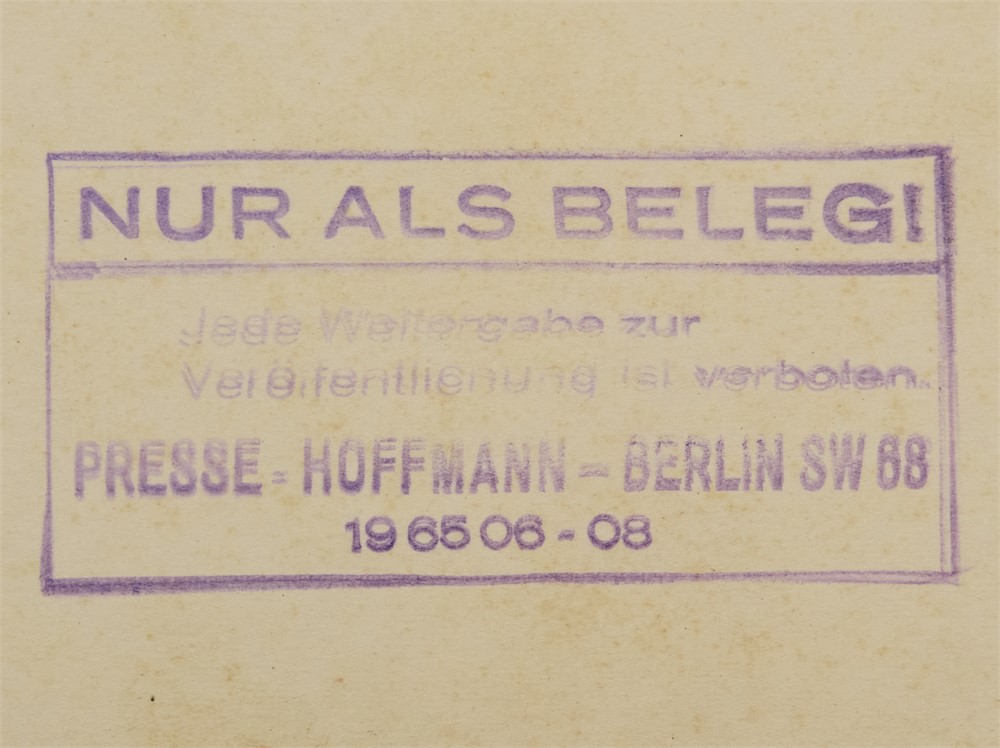 NUR ALS BELEG!
Jede Weitergabe zur
Veröffentlichung ist verboten.
PRESSE - HOFFMANN - BERLIN SW 68
19 65 06 - 08